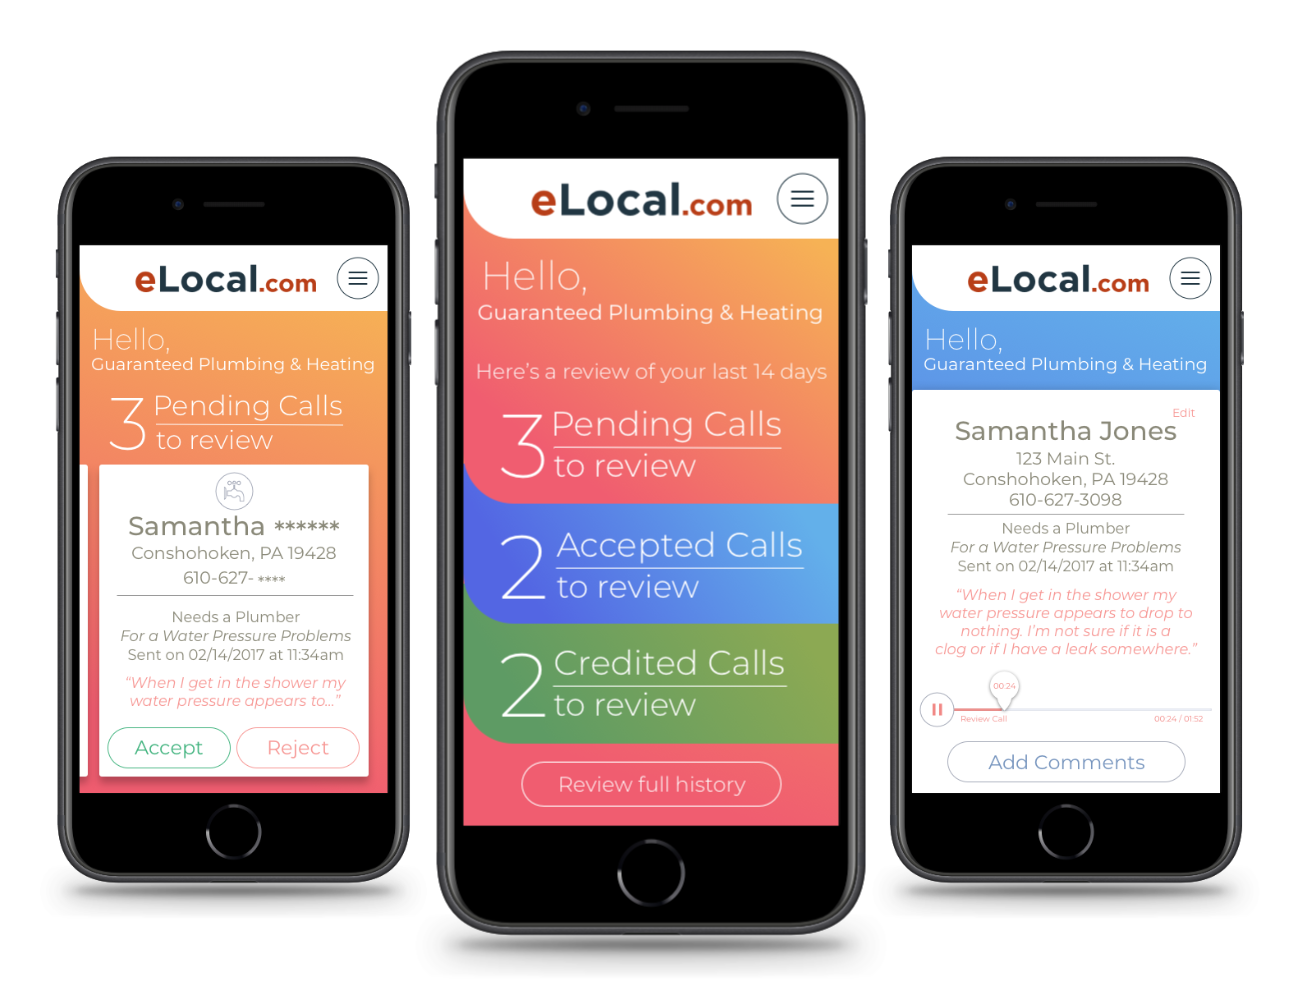 eLocal.com
Hello,
Guaranteed Plumbing & Heating
3 Pending Calls
to review
Samantha ******
Conshohoken, PA 19428
610-627- ****
Needs a Plumber
For a Water Pressure Problems
Sent on 02/14/2017 at 11:34am
“When I get in the shower my
water pressure appears to...”
Accept Reject
eLocal.com
Hello,
Guaranteed Plumbing & Heating
Here's a review of your last 14 days
3 Pending Calls
to review
2 Accepted Calls
to review
2 Credited Calls
to review
Review full history
eLocal.com
Hello,
Guaranteed Plumbing & Heating
Edit
Samantha Jones
123 Main St.
Conshohoken, PA 19428
610-627-3098
Needs a Plumber
For a Water Pressure Problems
Sent on 02/14/2017 at 11:34am
“When I get in the shower my
water pressure appears to drop to
nothing. I'm not sure if it is a
clog or if I have a leak somewhere.”
00:24
Review Call 00:24 / 01:52
Add Comments